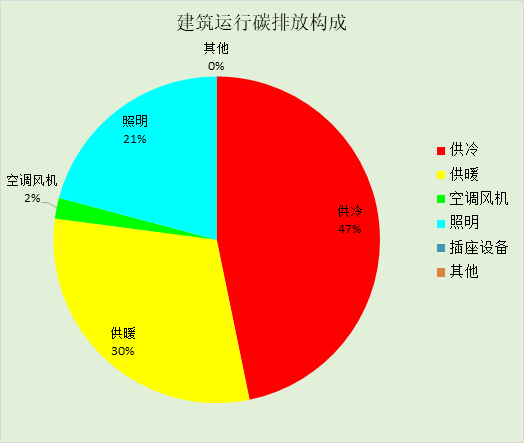 建筑运行碳排放构成
其他
0%
照明
21%
空调风机
2%
供冷
47%
供暖
30%
供冷
供暖
空调风机
照明
插座设备
其他